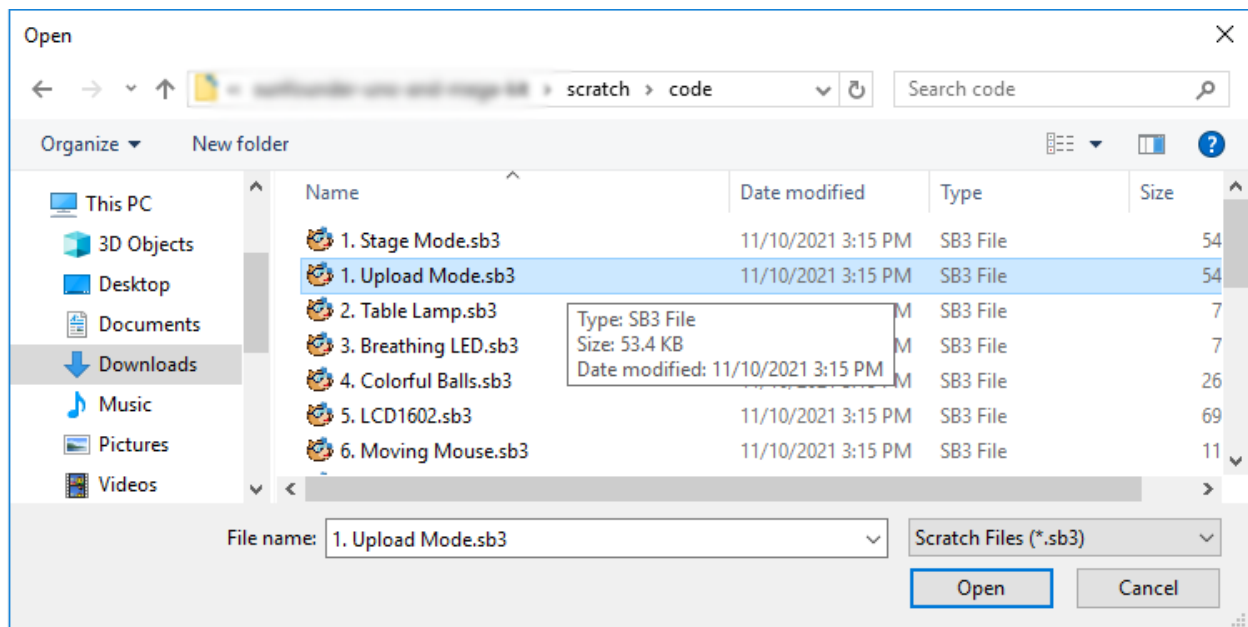 Open
scratch > code
Search code
Organize
New folder
Name
Date modified
Type
Size
This PC
3D Objects
Desktop
Documents
Downloads
Music
Pictures
Videos
1. Stage Mode.sb3 11/10/2021 3:15 PM SB3 File 54
1. Upload Mode.sb3 11/10/2021 3:15 PM SB3 File 54
2. Table Lamp.sb3 M SB3 File 7
3. Breathing LED.sb3 M SB3 File 7
4. Colorful Balls.sb3 M SB3 File 26
5. LCD1602.sb3 11/10/2021 3:15 PM SB3 File 69
6. Moving Mouse.sb3 11/10/2021 3:15 PM SB3 File 11
Type: SB3 File
Size: 53.4 KB
Date modified: 11/10/2021 3:15 PM
File name: 1. Upload Mode.sb3
Scratch Files (*.sb3)
Open
Cancel